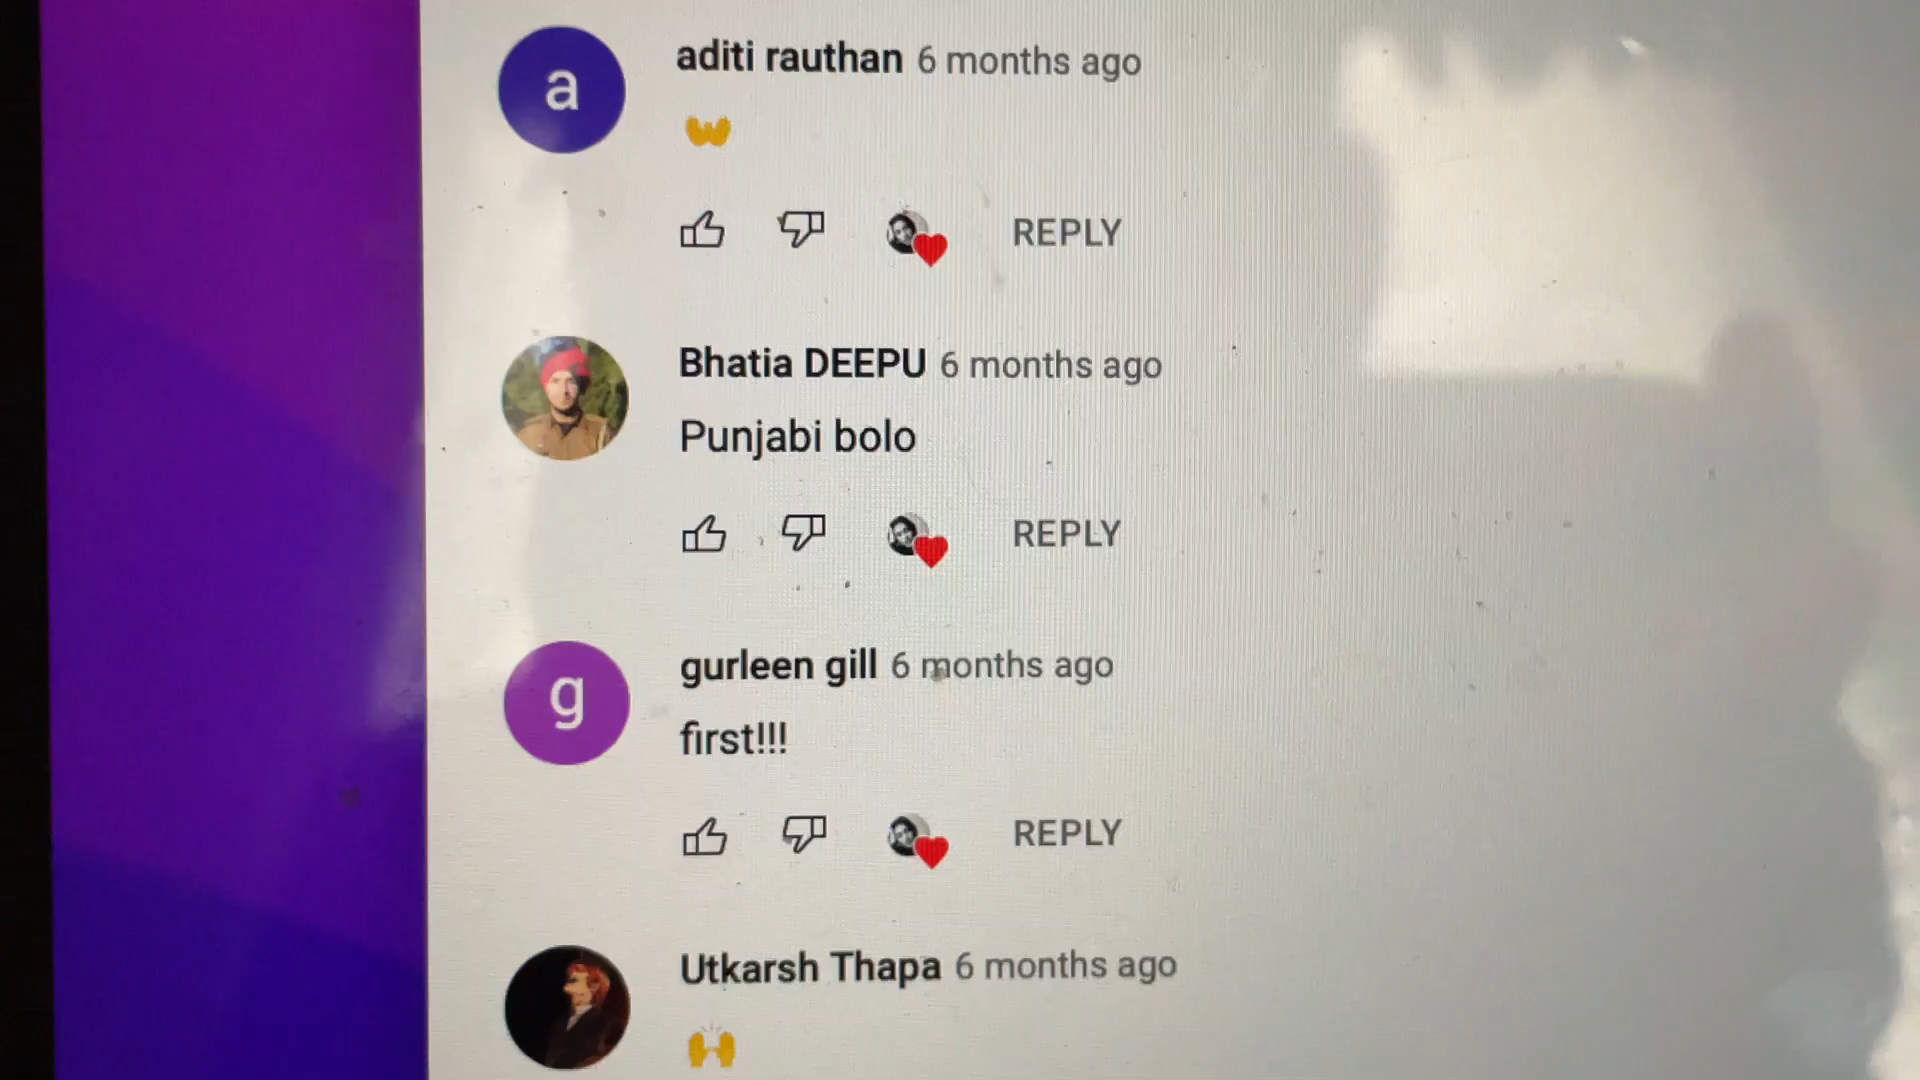 a
aditi rauthan 6 months ago
👐
REPLY
Bhatia DEEPU 6 months ago
Punjabi bolo
REPLY
g
gurleen gill 6 months ago
first!!!
REPLY
Utkarsh Thapa 6 months ago
🙌